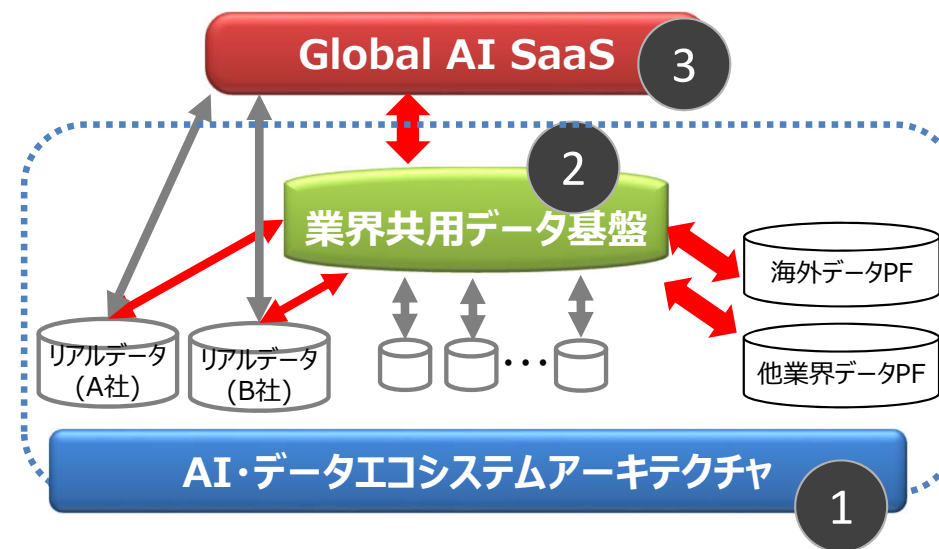 Global AI SaaS
3
2
業界共用データ基盤
海外データPF
リアルデータ
(A社)
リアルデータ
(B社)
・・・
他業界データPF
AI・データエコシステムアーキテクチャ
1